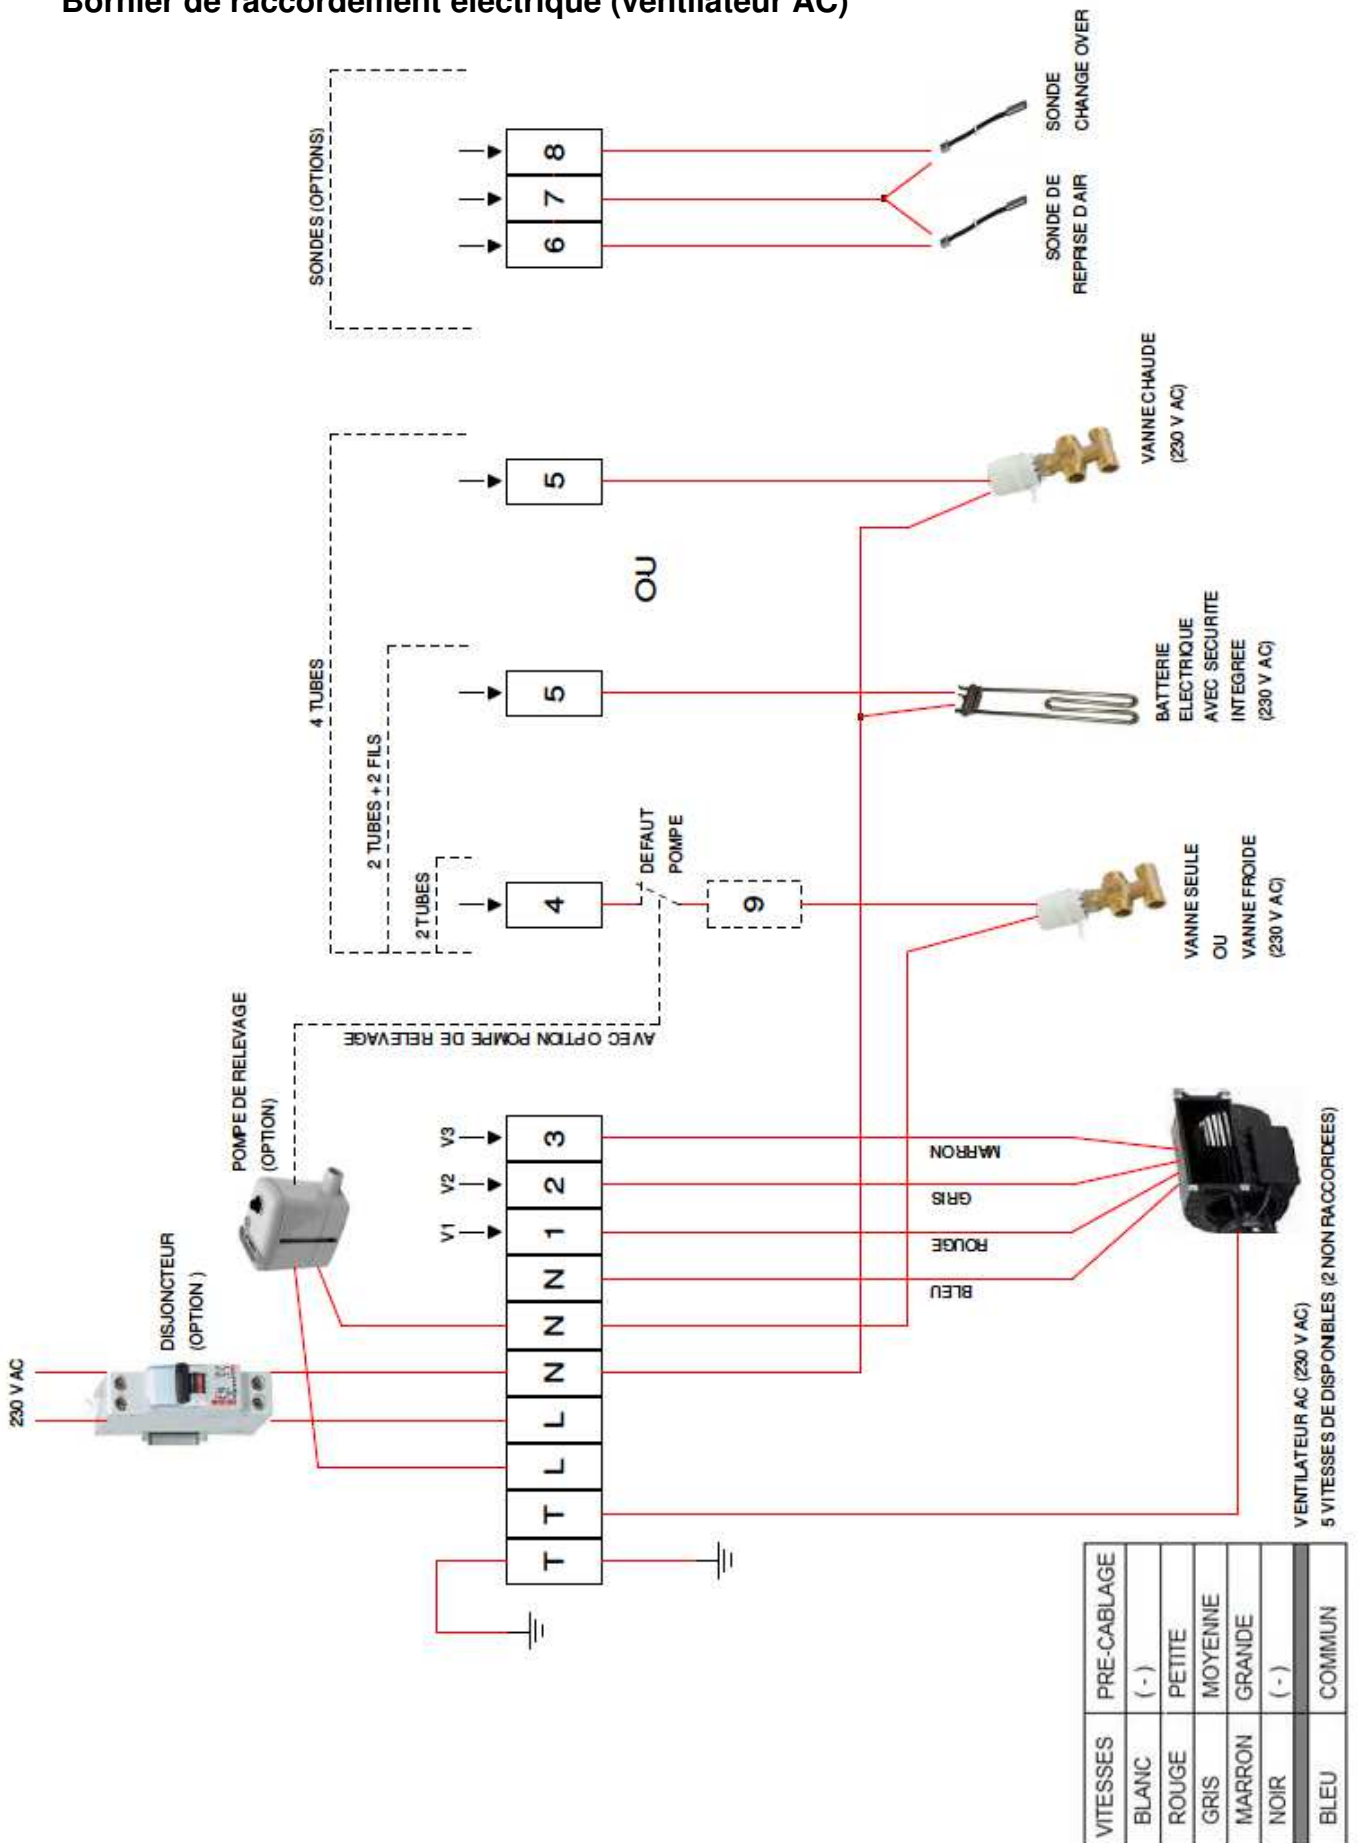 Bornier de raccordement électrique (ventilateur AC)
230 V AC
DISJONCTEUR
(OPTION )
POMPE DE RELEVAGE
(OPTION)
AVEC OPTION POMPE DE RELEVAGE
2 TUBES
2 TUBES + 2 FILS
4 TUBES
SONDES (OPTIONS)
V1
V2
V3
T
T
L
L
N
N
N
1
2
3
4
5
5
6
7
8
DEFAUT
POMPE
9
OU
BLEU
ROUGE
GRIS
MARRON
VENTILATEUR AC (230 V AC)
5 VITESSES DE DISPONIBLES (2 NON RACCORDEES)
VANNE SEULE
OU
VANNE FROIDE
(230 V AC)
BATTERIE
ELECTRIQUE
AVEC SECURITE
INTEGREE
(230 V AC)
VANNE CHAUDE
(230 V AC)
SONDE DE
REPRISE D'AIR
SONDE
CHANGE OVER
VITESSES PRE-CABLAGE
BLANC ( - )
ROUGE PETITE
GRIS MOYENNE
MARRON GRANDE
NOIR ( - )
BLEU COMMUN